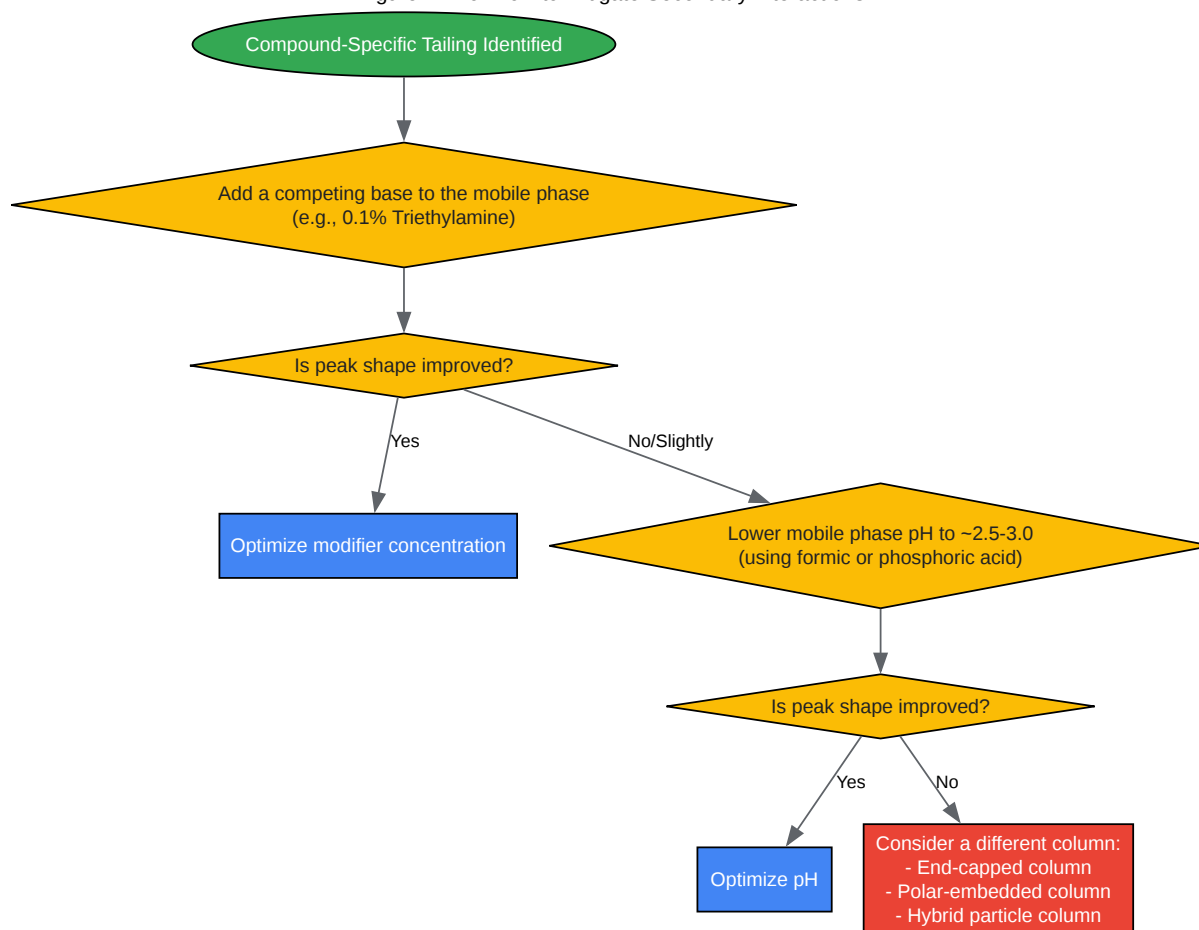 Compound-Specific Tailing Identified
Add a competing base to the mobile phase
(e.g., 0.1% Triethylamine)
Is peak shape improved?
Yes
No/Slightly
Optimize modifier concentration
Lower mobile phase pH to ~2.5-3.0
(using formic or phosphoric acid)
Is peak shape improved?
Yes
No
Optimize pH
Consider a different column:
- End-capped column
- Polar-embedded column
- Hybrid particle column